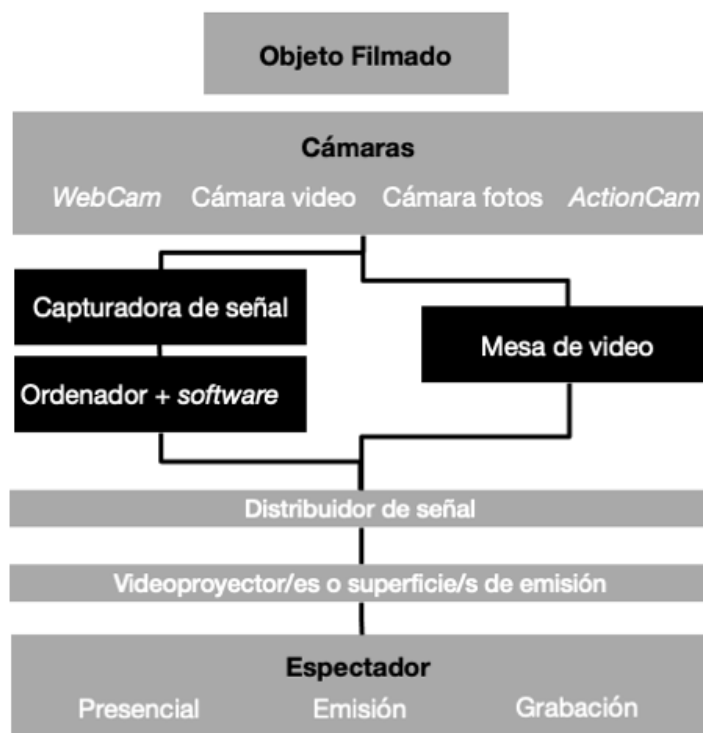 Objeto Filmado
Cámaras
WebCam Cámara video Cámara fotos ActionCam
Capturadora de señal
Mesa de video
Ordenador + software
Distribuidor de señal
Videoproyector/es o superficie/s de emisión
Espectador
Presencial Emisión Grabación